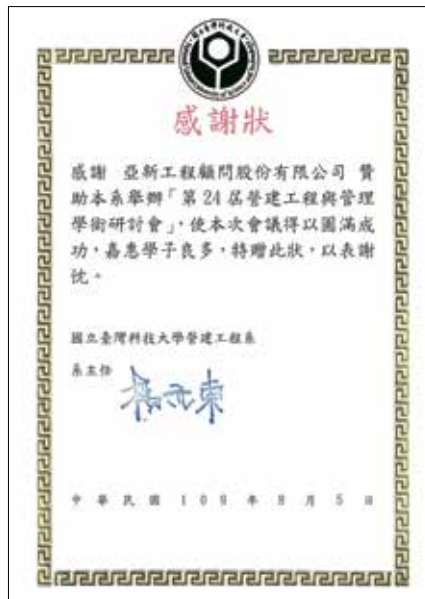 感謝狀
感謝 亞新工程顧問股份有限公司 贊
助本系舉辦「第24屆營建工程與管理
學術研討會」，使本次會議得以圓滿成
功，嘉惠學子良多，特贈此狀，以表謝
忱。
國立臺灣科技大學營建工程系
系主任
中華民國109年8月5日